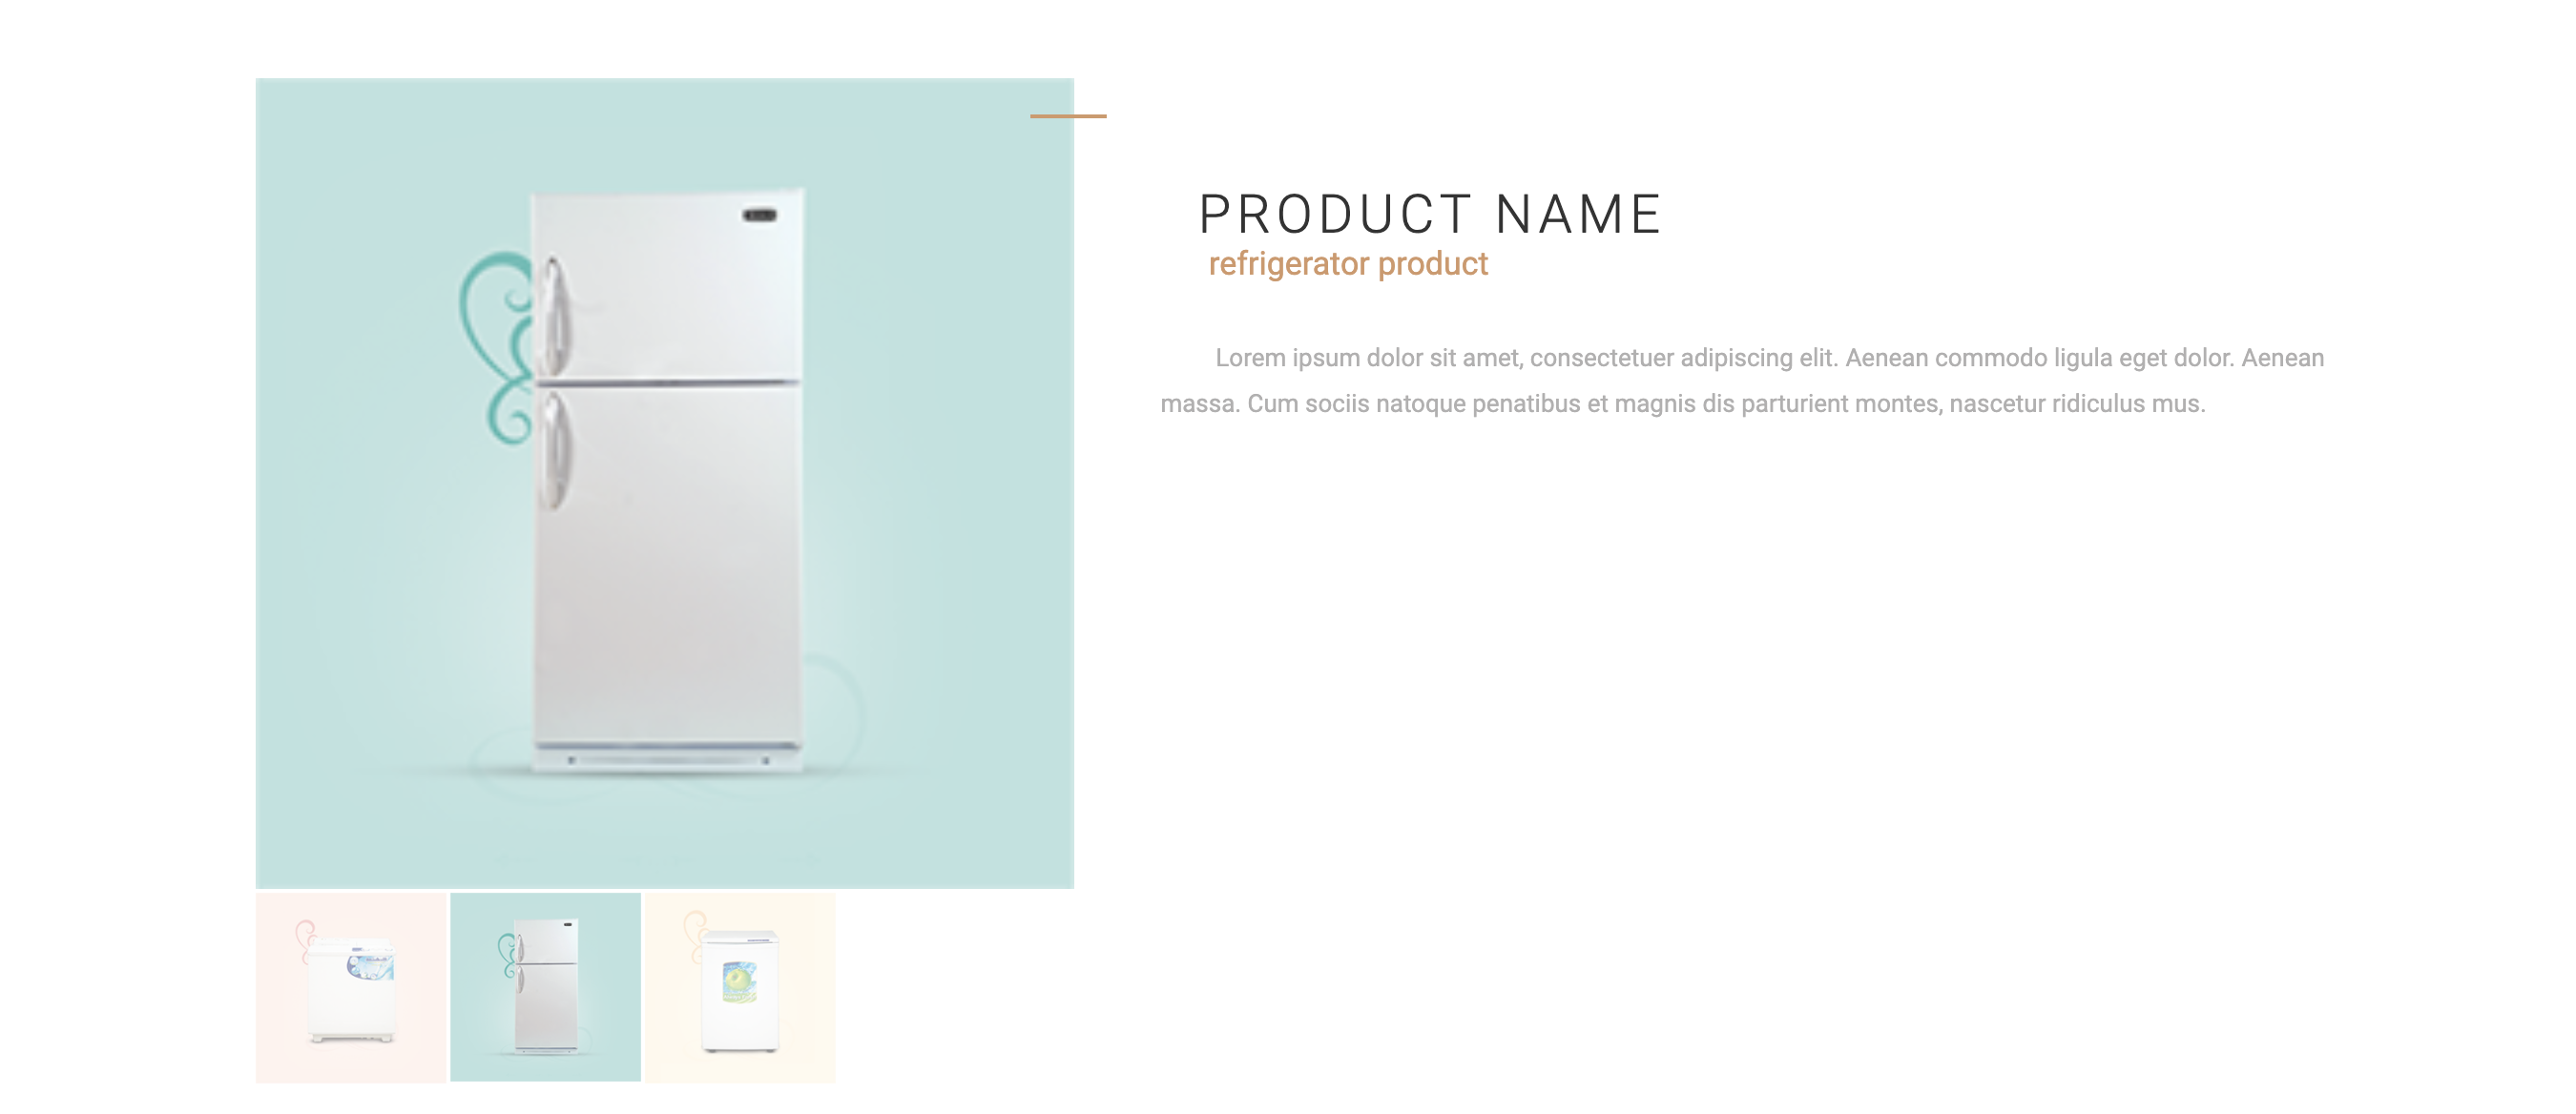 PRODUCT NAME
refrigerator product
Lorem ipsum dolor sit amet, consectetuer adipiscing elit. Aenean commodo ligula eget dolor. Aenean
massa. Cum sociis natoque penatibus et magnis dis parturient montes, nascetur ridiculus mus.